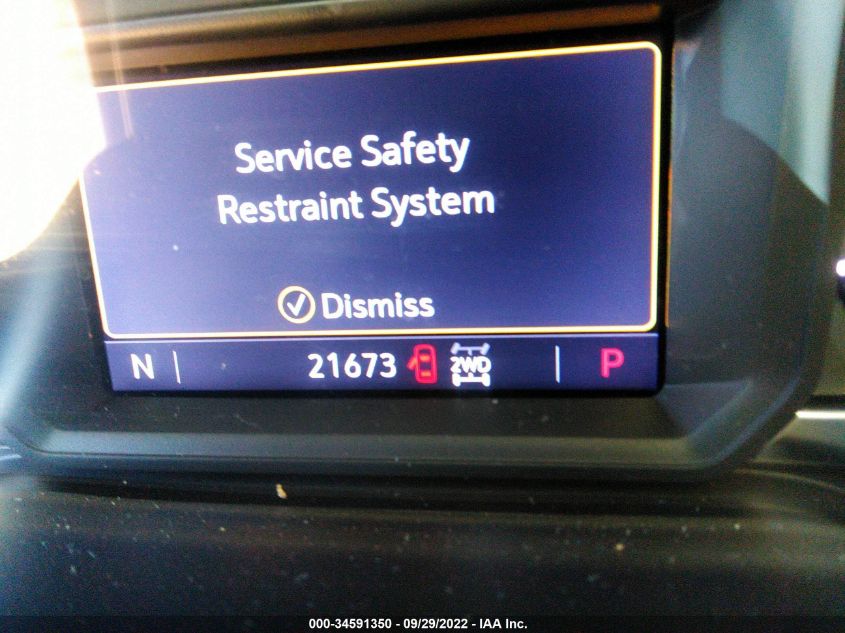 Service Safety
Restraint System
Dismiss
N 21673 2WD P
000-34591350 - 09/29/2022 - IAA Inc.